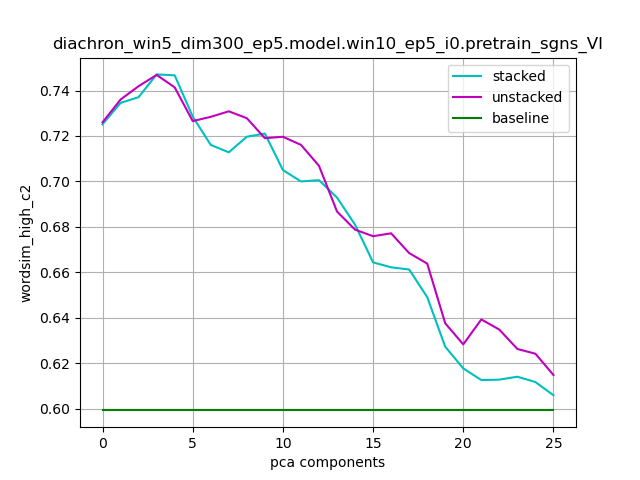 diachron_win5_dim300_ep5.model.win10_ep5_i0.pretrain_sgns_VI
stacked
unstacked
baseline
wordsim_high_c2
0.74
0.72
0.70
0.68
0.66
0.64
0.62
0.60
0 5 10 15 20 25
pca components